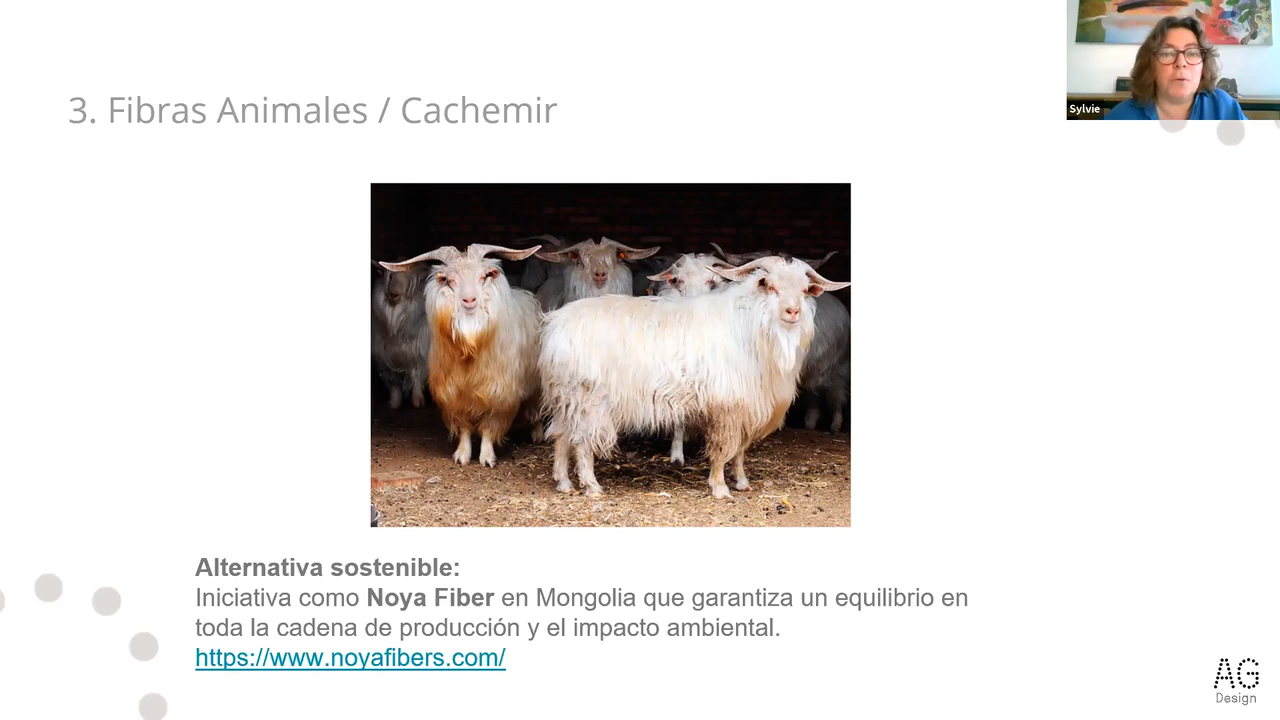 3. Fibras Animales / Cachemir
Sylvie
Alternativa sostenible:
Iniciativa como Noya Fiber en Mongolia que garantiza un equilibrio en
toda la cadena de producción y el impacto ambiental.
https://www.noyafibers.com/
AG
Design